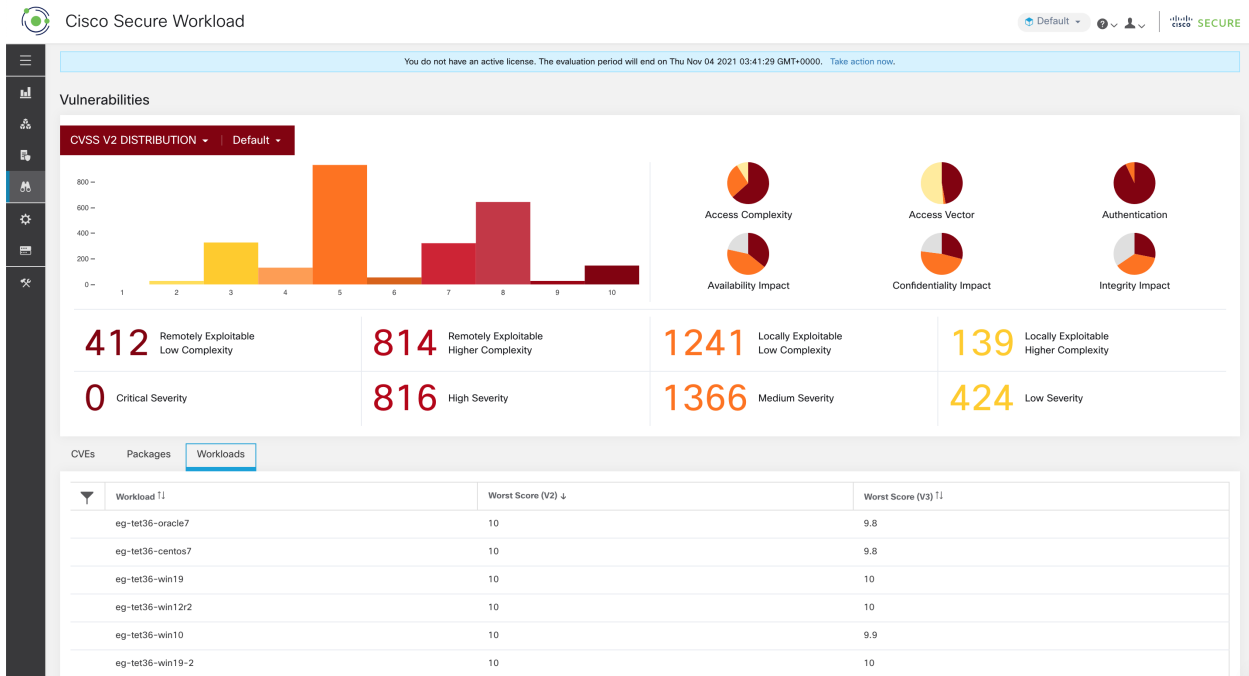 Cisco Secure Workload
Default
CISCO SECURE
You do not have an active license. The evaluation period will end on Thu Nov 04 2021 03:41:29 GMT+0000. Take action now.
Vulnerabilities
CVSS V2 DISTRIBUTION Default
800
600
400
200
0
1 2 3 4 5 6 7 8 9 10
Access Complexity
Access Vector
Authentication
Availability Impact
Confidentiality Impact
Integrity Impact
412 Remotely Exploitable
Low Complexity
814 Remotely Exploitable
Higher Complexity
1241 Locally Exploitable
Low Complexity
139 Locally Exploitable
Higher Complexity
0 Critical Severity
816 High Severity
1366 Medium Severity
424 Low Severity
CVEs Packages Workloads
Workload Worst Score (V2) Worst Score (V3)
eg-tet36-oracle7 10 9.8
eg-tet36-centos7 10 9.8
eg-tet36-win19 10 10
eg-tet36-win12r2 10 10
eg-tet36-win10 10 9.9
eg-tet36-win19-2 10 10